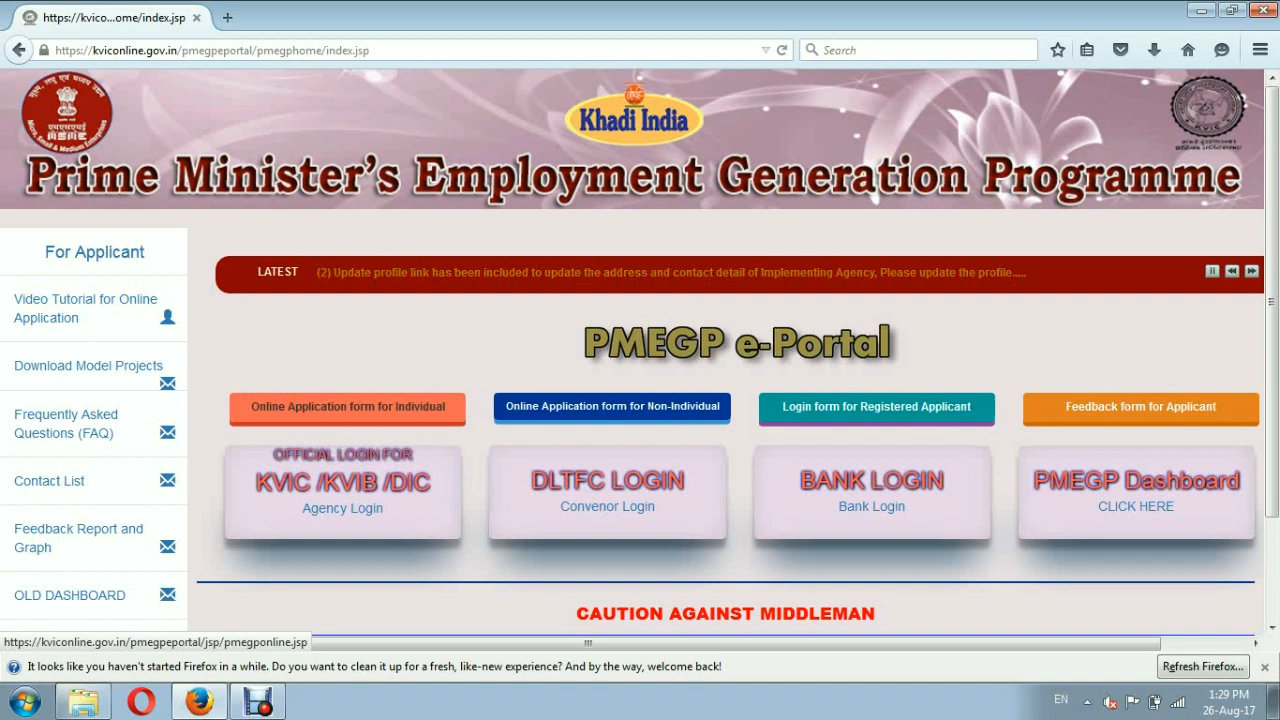 https://kvico...ome/index.jsp
https://kviconline.gov.in/pmegpeportal/pmegphome/index.jsp
Search
Micro, Small & Medium Enterprises
Khadi India
KVIC
Prime Minister's Employment Generation Programme
For Applicant
Video Tutorial for Online
Application
Download Model Projects
Frequently Asked
Questions (FAQ)
Contact List
Feedback Report and
Graph
OLD DASHBOARD
LATEST
(2) Update profile link has been included to update the address and contact detail of Implementing Agency, Please update the profile.....
PMEGP e-Portal
Online Application form for Individual
Online Application form for Non-Individual
Login form for Registered Applicant
Feedback form for Applicant
OFFICIAL LOGIN FOR
KVIC /KVIB /DIC
Agency Login
DLTFC LOGIN
Convenor Login
BANK LOGIN
Bank Login
PMEGP Dashboard
CLICK HERE
CAUTION AGAINST MIDDLEMAN
https://kviconline.gov.in/pmegpeportal/jsp/pmegponline.jsp
It looks like you haven't started Firefox in a while. Do you want to clean it up for a fresh, like-new experience? And by the way, welcome back!
Refresh Firefox...
EN
1:29 PM
26-Aug-17